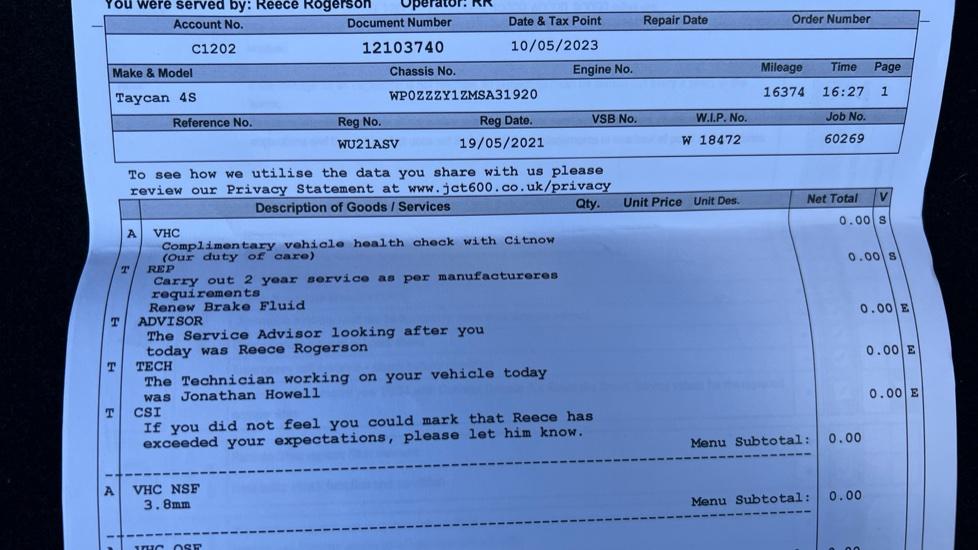 You were served by: Reece Rogerson Operator: RR
Account No. Document Number Date & Tax Point Repair Date Order Number
C1202 12103740 10/05/2023
Make & Model Chassis No. Engine No. Mileage Time Page
Taycan 4S WP0ZZZY1ZMSA31920 16374 16:27 1
Reference No. Reg No. Reg Date. VSB No. W.I.P. No. Job No.
WU21ASV 19/05/2021 W 18472 60269
To see how we utilise the data you share with us please
review our Privacy Statement at www.jct600.co.uk/privacy
Description of Goods / Services Qty. Unit Price Unit Des. Net Total V
A VHC 0.00 S
Complimentary vehicle health check with Citnow
(Our duty of care)
T REP 0.00 S
Carry out 2 year service as per manufactureres
requirements
Renew Brake Fluid
T ADVISOR 0.00 E
The Service Advisor looking after you
today was Reece Rogerson
T TECH 0.00 E
The Technician working on your vehicle today
was Jonathan Howell
T CSI 0.00 E
If you did not feel you could mark that Reece has
exceeded your expectations, please let him know.
Menu Subtotal: 0.00
A VHC NSF
3.8mm
Menu Subtotal: 0.00
VHC OSF